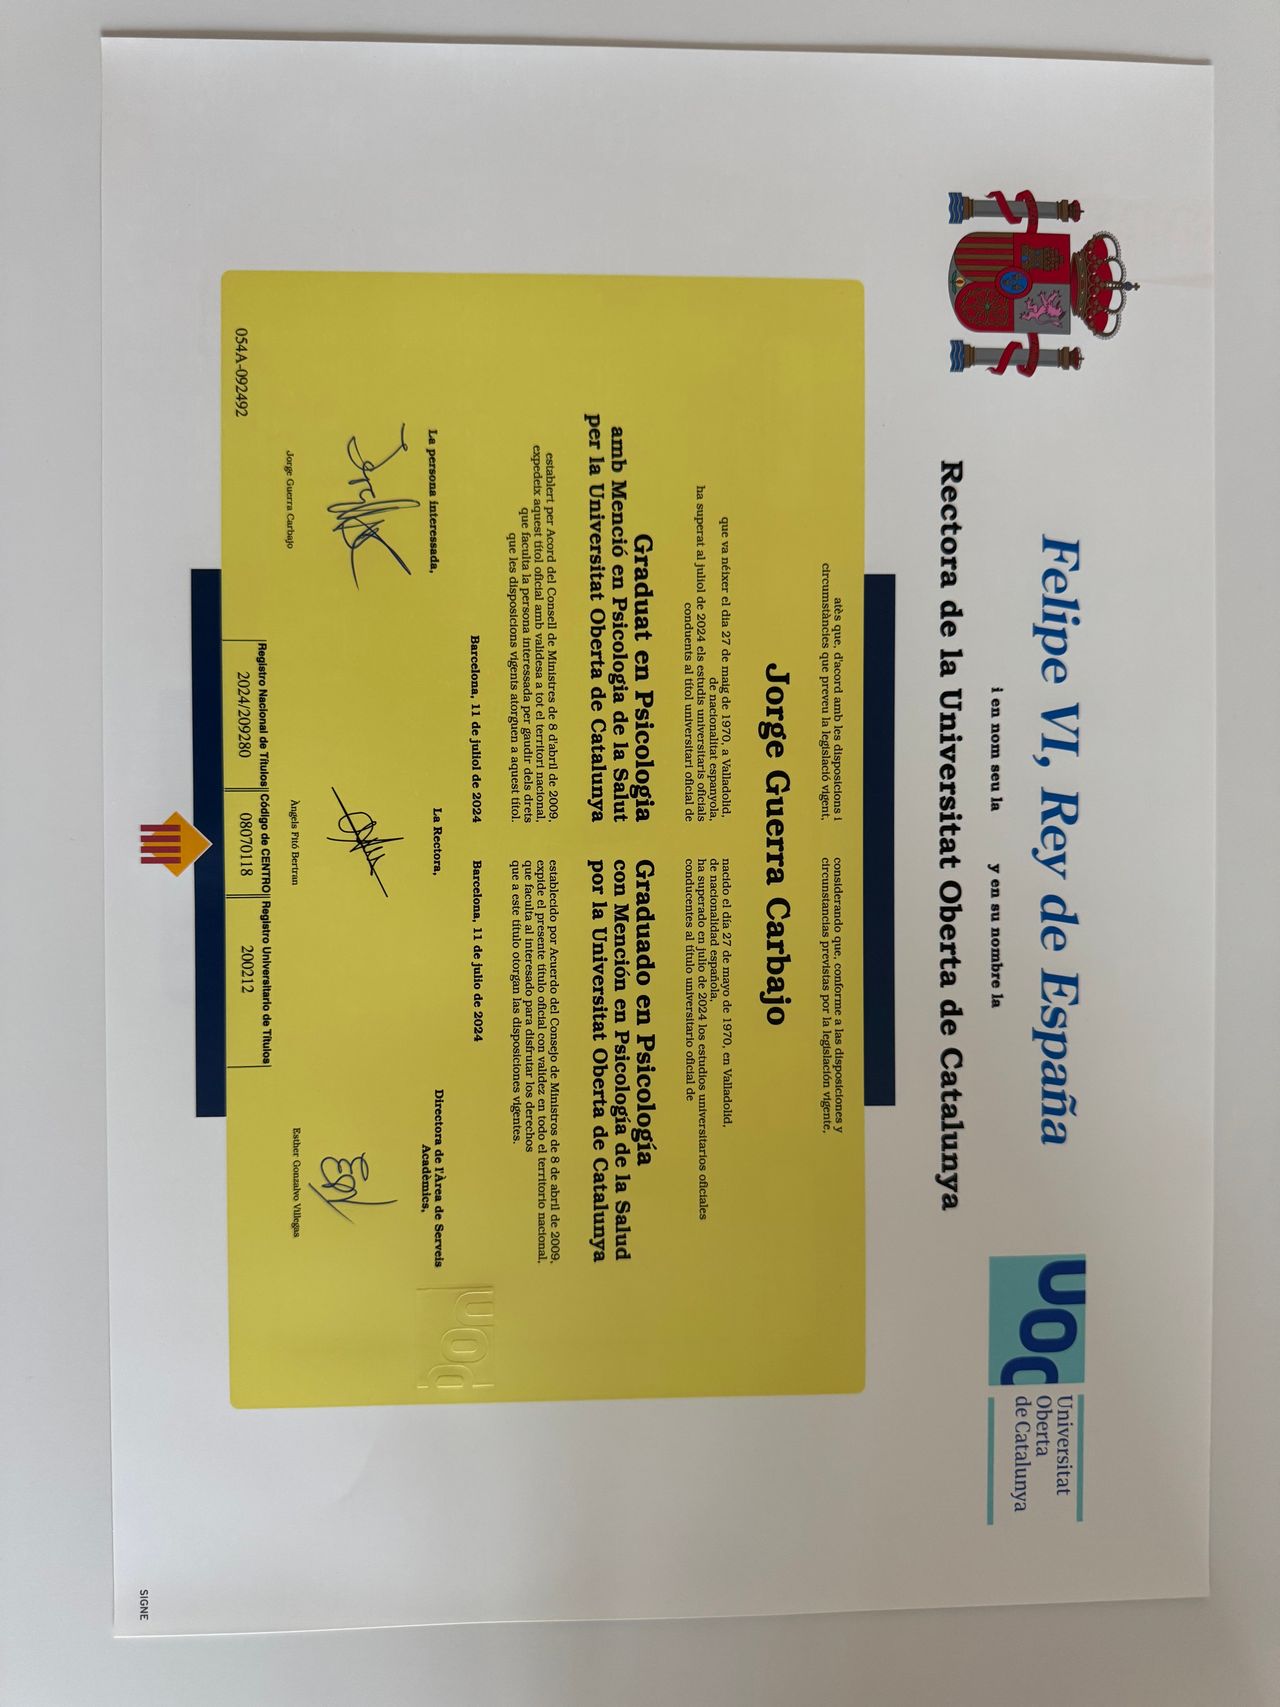 Felipe VI, Rey de España
i en nom seu la
y en su nombre la
Rectora de la Universitat Oberta de Catalunya
uoc
Universitat
Oberta
de Catalunya
atès que, d'acord amb les disposicions i
circumstàncies que preveu la legislació vigent,
considerando que, conforme a las disposiciones y
circunstancias previstas por la legislación vigente,
Jorge Guerra Carbajo
que va néixer el dia 27 de maig de 1970, a Valladolid,
de nacionalitat espanyola,
ha superat al juliol de 2024 els estudis universitaris oficials
conduents al títol universitari oficial de
nacido el día 27 de mayo de 1970, en Valladolid,
de nacionalidad española,
ha superado en julio de 2024 los estudios universitarios oficiales
conducentes al título universitario oficial de
Graduat en Psicologia
amb Menció en Psicologia de la Salut
per la Universitat Oberta de Catalunya
Graduado en Psicología
con Mención en Psicología de la Salud
por la Universitat Oberta de Catalunya
establert per Acord del Consell de Ministres de 8 d'abril de 2009,
expedeix aquest títol oficial amb validesa a tot el territori nacional,
que faculta la persona interessada per gaudir dels drets
que les disposicions vigents atorguen a aquest títol.
establecido por Acuerdo del Consejo de Ministros de 8 de abril de 2009,
expide el presente título oficial con validez en todo el territorio nacional,
que faculta al interesado para disfrutar los derechos
que a este título otorgan las disposiciones vigentes.
Barcelona, 11 de juliol de 2024
Barcelona, 11 de julio de 2024
La persona interessada,
La Rectora,
Directora de l'Àrea de Serveis
Acadèmics,
uoc
Jorge Guerra Carbajo
Àngels Fitó Bertran
Esther Gonzalvo Villegas
054A-092492
Registro Nacional de Títulos
Código de CENTRO
Registro Universitario de Títulos
2024/209280
08070118
200212
SIGNE